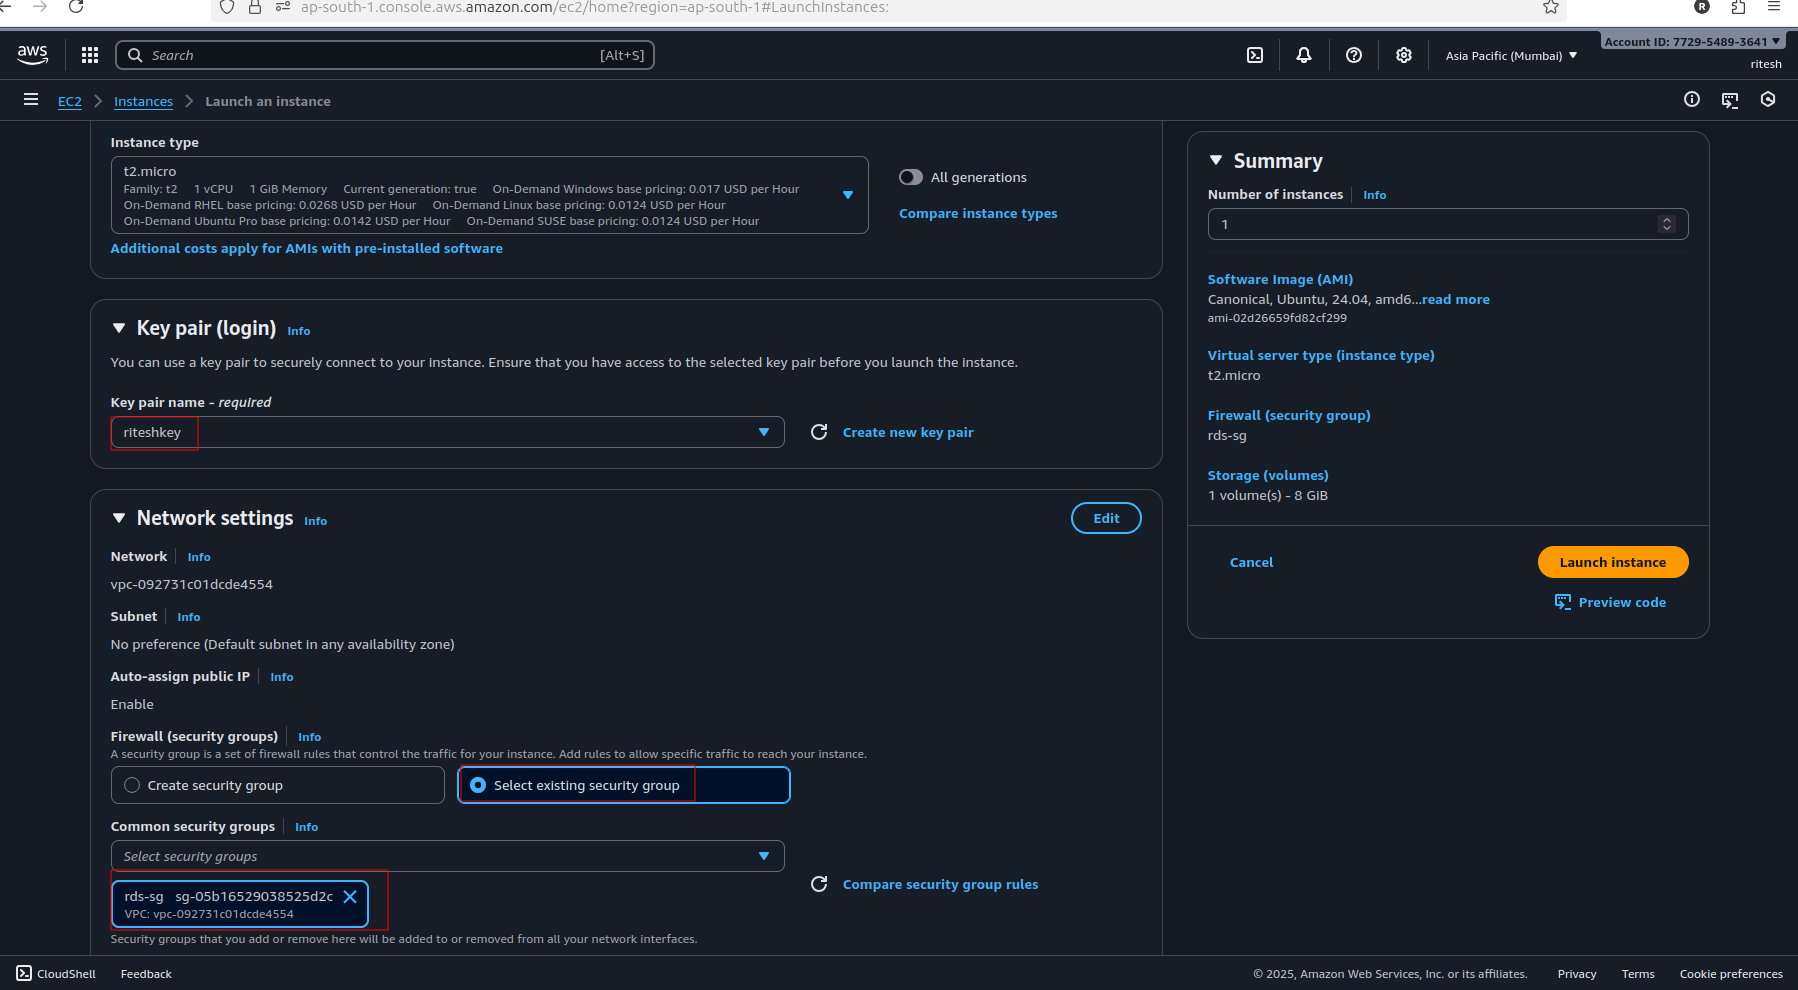 ap-south-1.console.aws.amazon.com/ec2/home?region=ap-south-1#LaunchInstances:
R
aws
Search [Alt+S]
Asia Pacific (Mumbai)
Account ID: 7729-5489-3641
ritesh
EC2 > Instances > Launch an instance
Instance type
t2.micro
Family: t2 1 vCPU 1 GiB Memory Current generation: true On-Demand Windows base pricing: 0.017 USD per Hour
On-Demand RHEL base pricing: 0.0268 USD per Hour On-Demand Linux base pricing: 0.0124 USD per Hour
On-Demand Ubuntu Pro base pricing: 0.0142 USD per Hour On-Demand SUSE base pricing: 0.0124 USD per Hour
All generations
Compare instance types
Additional costs apply for AMIs with pre-installed software
Key pair (login) Info
You can use a key pair to securely connect to your instance. Ensure that you have access to the selected key pair before you launch the instance.
Key pair name - required
riteshkey
Create new key pair
Network settings Info
Edit
Network Info
vpc-092731c01dcde4554
Subnet Info
No preference (Default subnet in any availability zone)
Auto-assign public IP Info
Enable
Firewall (security groups) Info
A security group is a set of firewall rules that control the traffic for your instance. Add rules to allow specific traffic to reach your instance.
Create security group
Select existing security group
Common security groups Info
Select security groups
rds-sg sg-05b16529038525d2c
VPC: vpc-092731c01dcde4554
Compare security group rules
Security groups that you add or remove here will be added to or removed from all your network interfaces.
Summary
Number of instances Info
1
Software Image (AMI)
Canonical, Ubuntu, 24.04, amd6...read more
ami-02d26659fd82cf299
Virtual server type (instance type)
t2.micro
Firewall (security group)
rds-sg
Storage (volumes)
1 volume(s) - 8 GiB
Cancel
Launch instance
Preview code
CloudShell Feedback
© 2025, Amazon Web Services, Inc. or its affiliates. Privacy Terms Cookie preferences